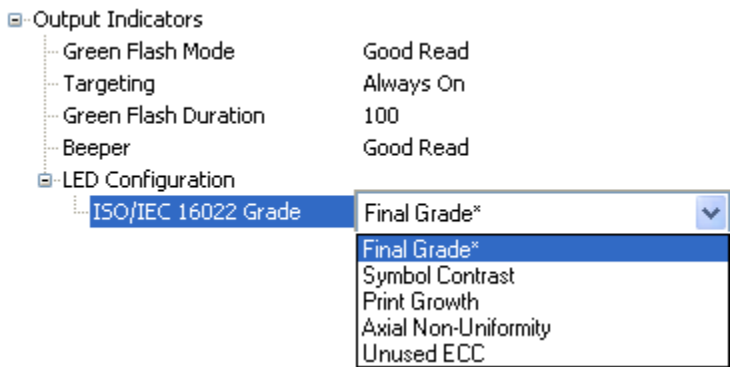 Output Indicators
Green Flash Mode Good Read
Targeting Always On
Green Flash Duration 100
Beeper Good Read
LED Configuration
ISO/IEC 16022 Grade Final Grade*
Final Grade*
Symbol Contrast
Print Growth
Axial Non-Uniformity
Unused ECC